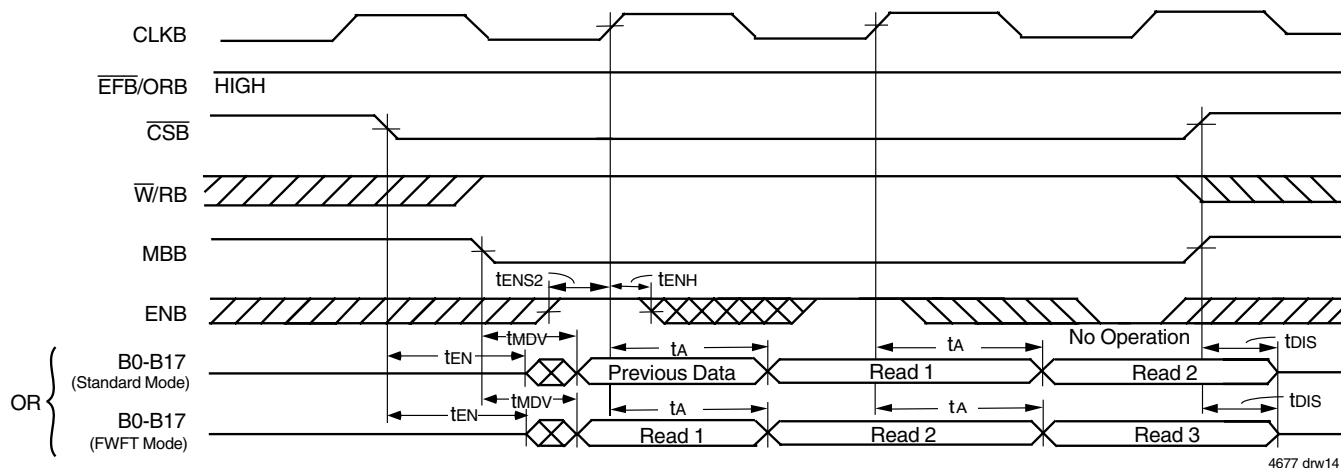 CLKB
EFB/ORB HIGH
CSB
W/RB
MBB
tENS2 tENH
ENB
No Operation
tMDV
tEN tA tA tDIS
B0-B17
(Standard Mode)
Previous Data Read 1 Read 2
OR {
tMDV
tEN tA tA tDIS
B0-B17
(FWFT Mode)
Read 1 Read 2 Read 3
4677 drw14